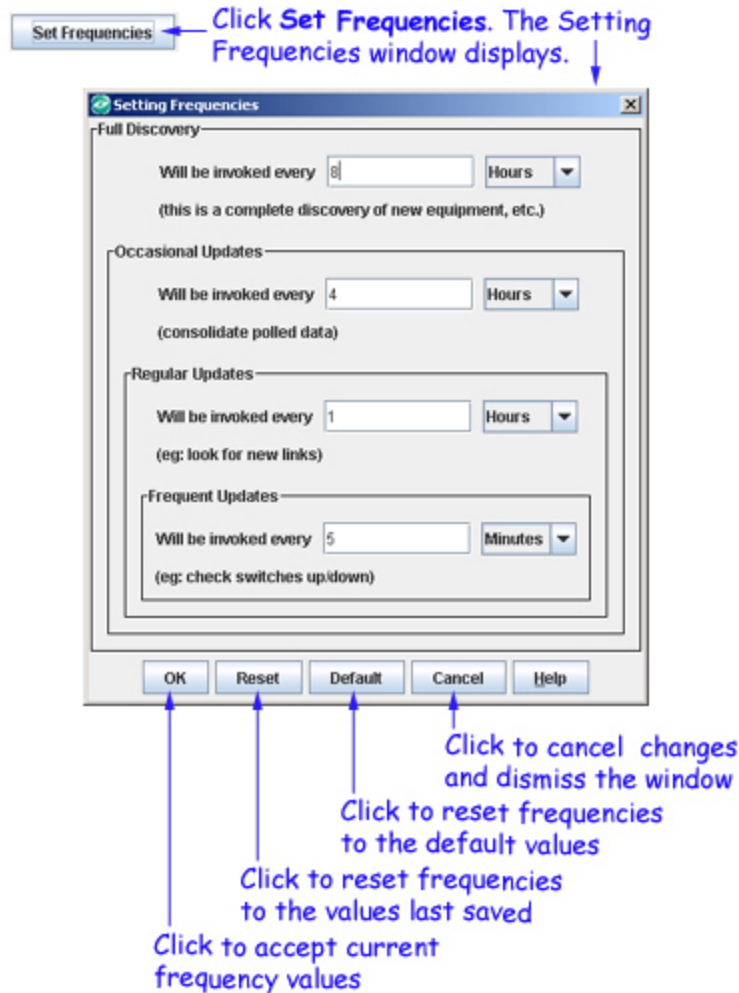 Set Frequencies
Click Set Frequencies. The Setting
Frequencies window displays.
Setting Frequencies
Full Discovery
Will be invoked every 8 Hours
(this is a complete discovery of new equipment, etc.)
Occasional Updates
Will be invoked every 4 Hours
(consolidate polled data)
Regular Updates
Will be invoked every 1 Hours
(eg: look for new links)
Frequent Updates
Will be invoked every 5 Minutes
(eg: check switches up/down)
OK Reset Default Cancel Help
Click to cancel changes
and dismiss the window
Click to reset frequencies
to the default values
Click to reset frequencies
to the values last saved
Click to accept current
frequency values